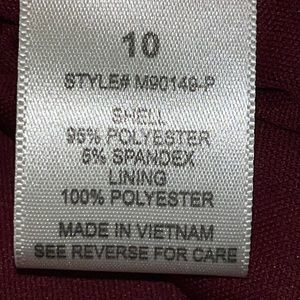 10
STYLE# M90149-P
SHELL
95% POLYESTER
5% SPANDEX
LINING
100% POLYESTER
MADE IN VIETNAM
SEE REVERSE FOR CARE